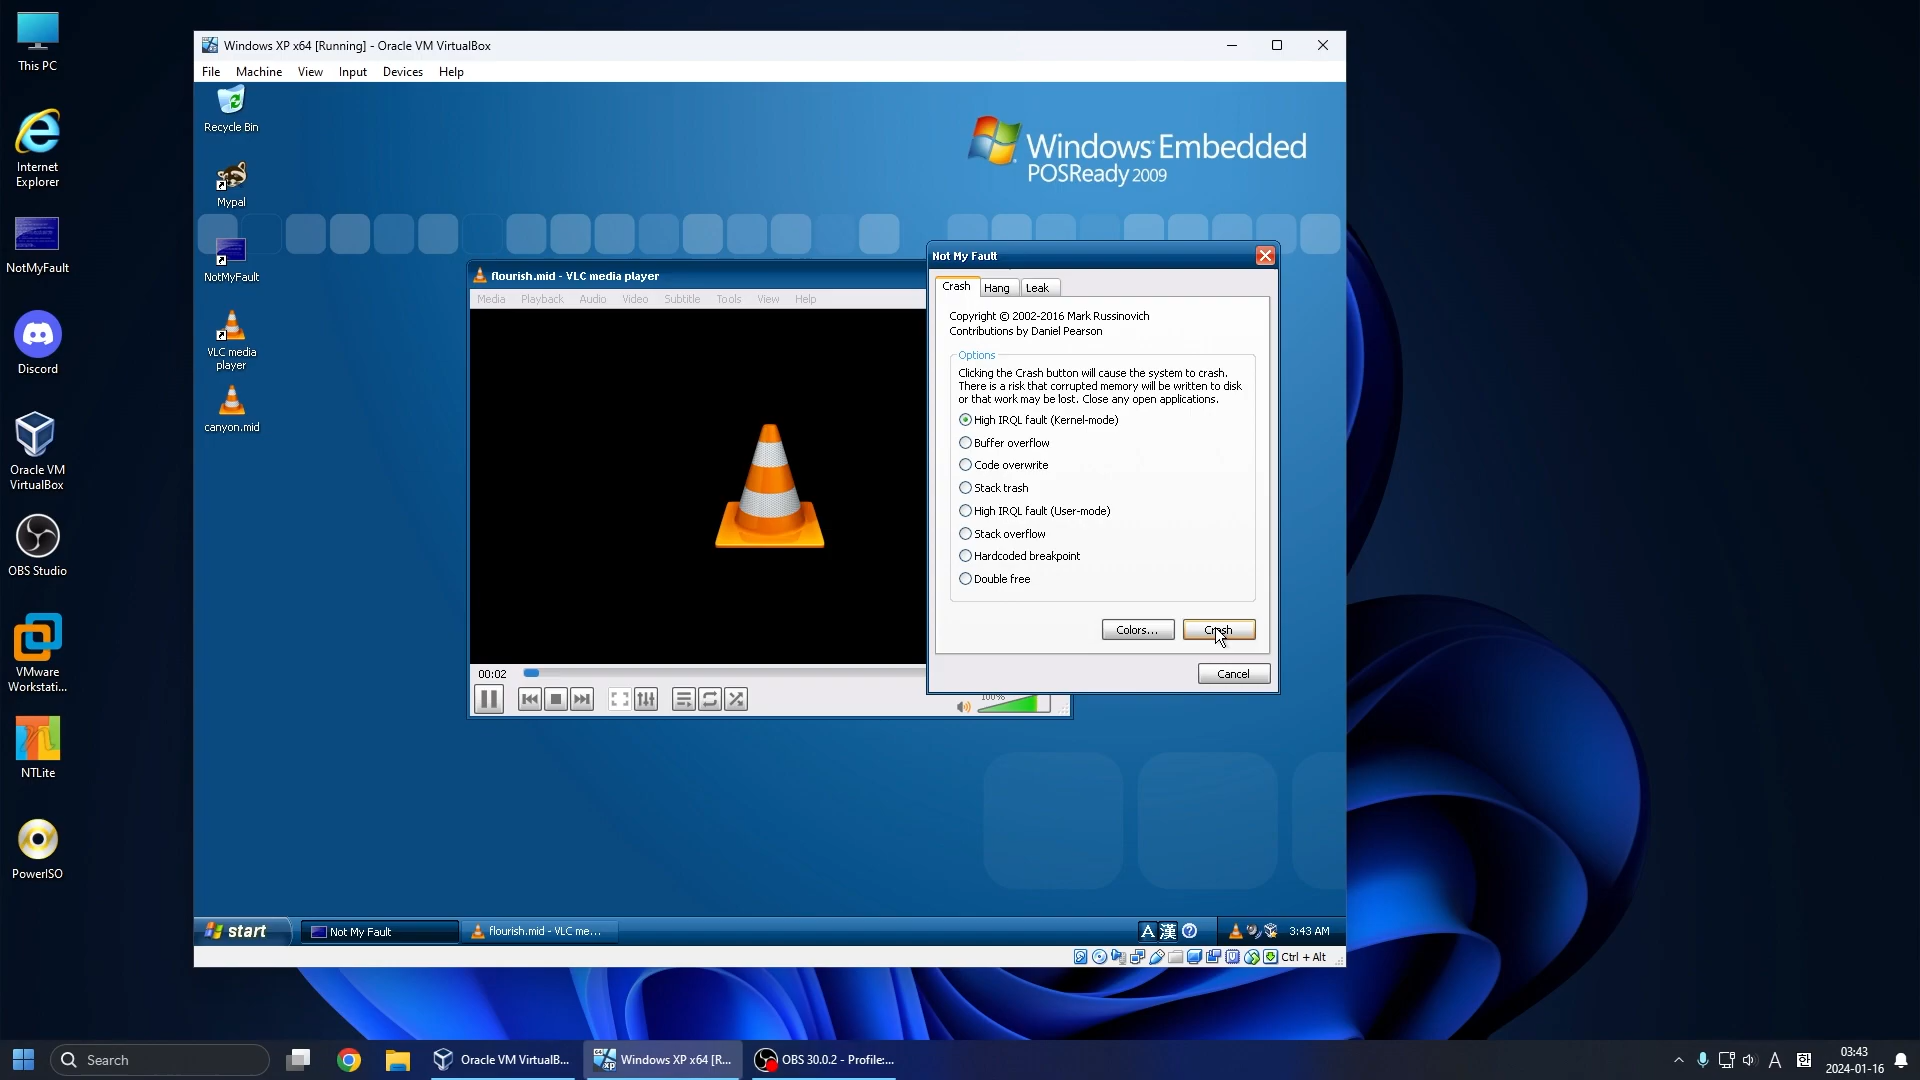 This PC
Internet
Explorer
NotMyFault
Discord
Oracle VM
VirtualBox
OBS Studio
VMware
Workstati...
NTLite
PowerISO
Windows XP x64 [Running] - Oracle VM VirtualBox
File Machine View Input Devices Help
Recycle Bin
Mypal
NotMyFault
VLC media
player
canyon.mid
Windows Embedded
POSReady 2009
flourish.mid - VLC media player
Media Playback Audio Video Subtitle Tools View Help
00:02
100%
Not My Fault
Crash Hang Leak
Copyright © 2002-2016 Mark Russinovich
Contributions by Daniel Pearson
Options
Clicking the Crash button will cause the system to crash.
There is a risk that corrupted memory will be written to disk
or that work may be lost. Close any open applications.
High IRQL fault (Kernel-mode)
Buffer overflow
Code overwrite
Stack trash
High IRQL fault (User-mode)
Stack overflow
Hardcoded breakpoint
Double free
Colors... Crash
Cancel
start Not My Fault flourish.mid - VLC me... A 漢 ? 3:43 AM
Ctrl + Alt
Search Oracle VM VirtualB... Windows XP x64 [R... OBS 30.0.2 - Profile:... A 한 03:43
2024-01-16